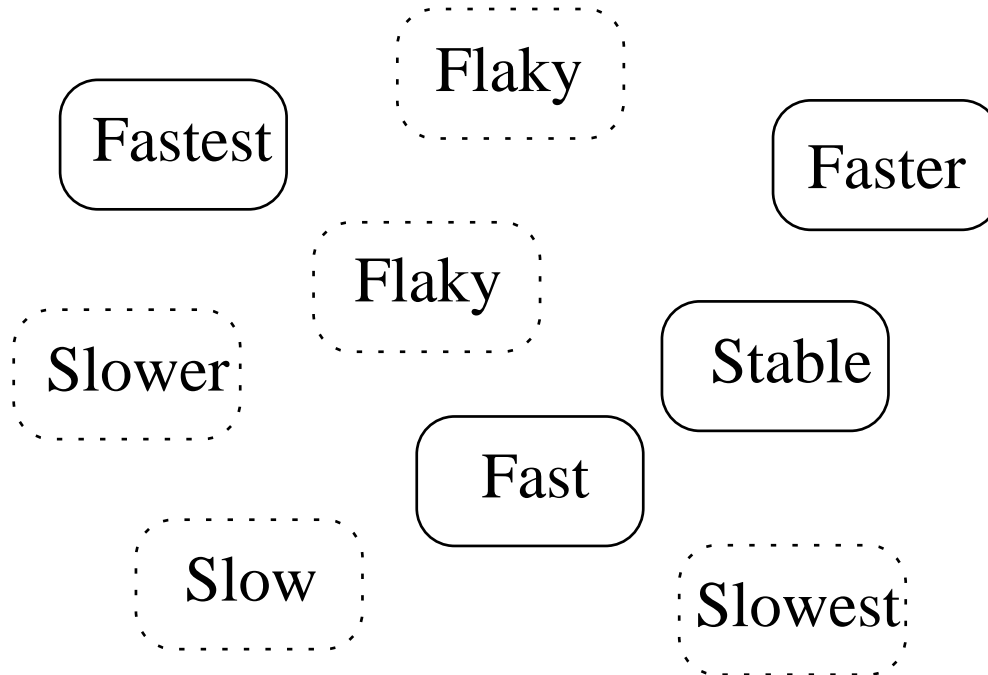 Flaky
Fastest
Faster
Flaky
Slower
Stable
Fast
Slow
Slowest